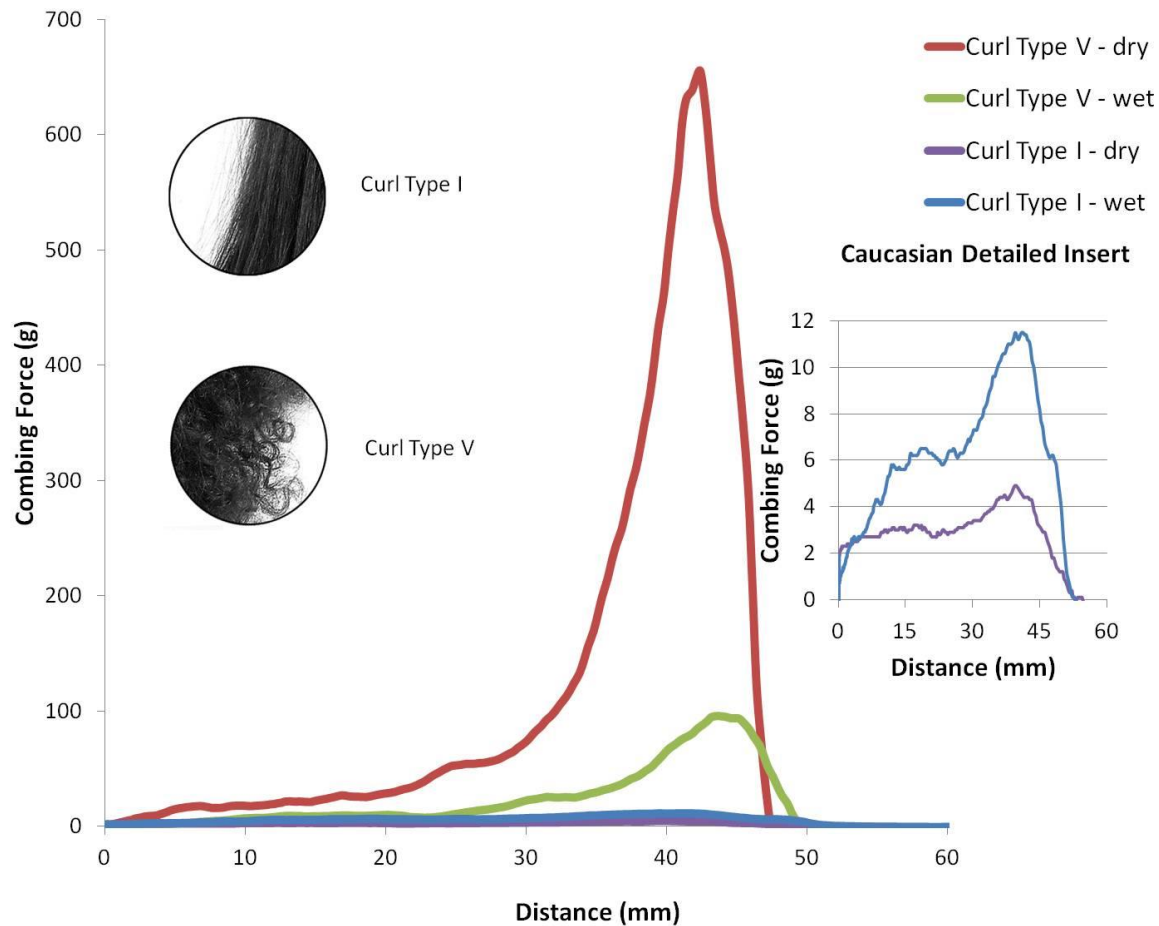 700
600
500
400
300
200
100
0
Combing Force (g)
0 10 20 30 40 50 60
Distance (mm)
Curl Type I
Curl Type V
Curl Type V - dry
Curl Type V - wet
Curl Type I - dry
Curl Type I - wet
Caucasian Detailed Insert
12
10
8
6
4
2
0
Combing Force (g)
0 15 30 45 60
Distance (mm)